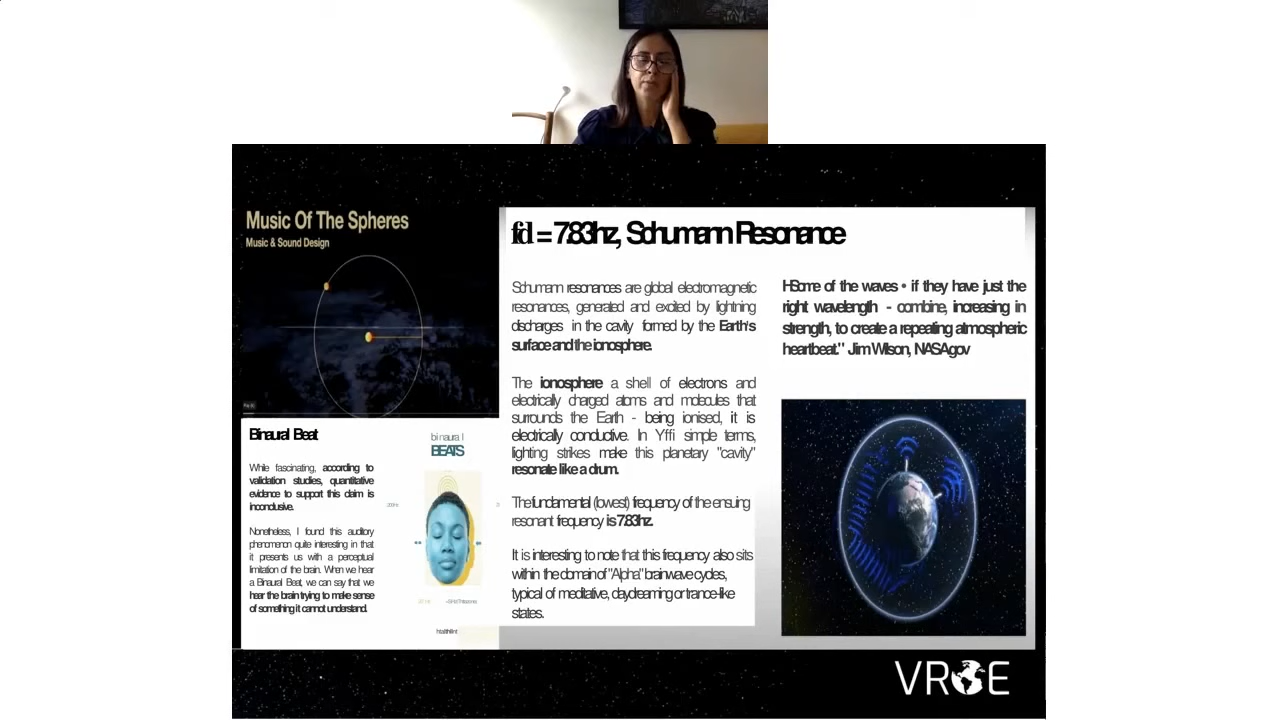 Music Of The Spheres
Music & Sound Design
Binaural Beat
While fascinating, according to
validation studies, quantitative
evidence to support this claim is
inconclusive.
Nonetheless, I found this auditory
phenomenon quite interesting in that
it presents us with a perceptual
limitation of the brain. When we hear
a Binaural Beat, we can say that we
hear the brain trying to make sense
of something it cannot understand.
binaural
BEATS
healthline
fd = 7.83hz, Schumann Resonance
Schumann resonances are global electromagnetic
resonances, generated and excited by lightning
discharges in the cavity formed by the Earth's
surface and the ionosphere.
The ionosphere a shell of electrons and
electrically charged atoms and molecules that
surrounds the Earth - being ionised, it is
electrically conductive. In Yffi simple terms,
lighting strikes make this planetary "cavity"
resonate like a drum.
The fundamental (lowest) frequency of the ensuing
resonant frequency is 7.83hz.
It is interesting to note that this frequency also sits
within the domain of "Alpha" brainwave cycles,
typical of meditative, daydreaming or trance-like
states.
HSome of the waves • if they have just the
right wavelength - combine, increasing in
strength, to create a repeating atmospheric
heartbeat." Jim Wilson, NASA.gov
VROE